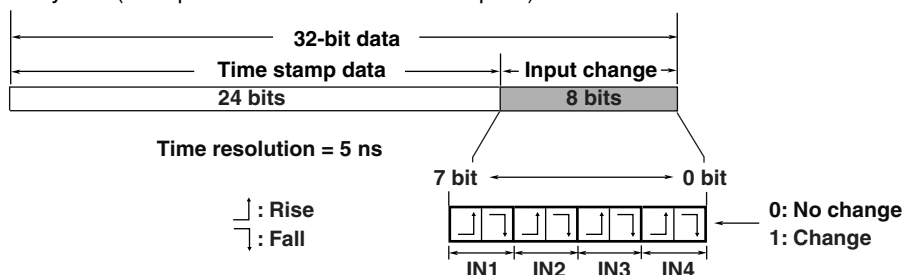 32-bit data
Time stamp data
Input change
24 bits
8 bits
Time resolution = 5 ns
7 bit
0 bit
: Rise
: Fall
0: No change
1: Change
IN1
IN2
IN3
IN4